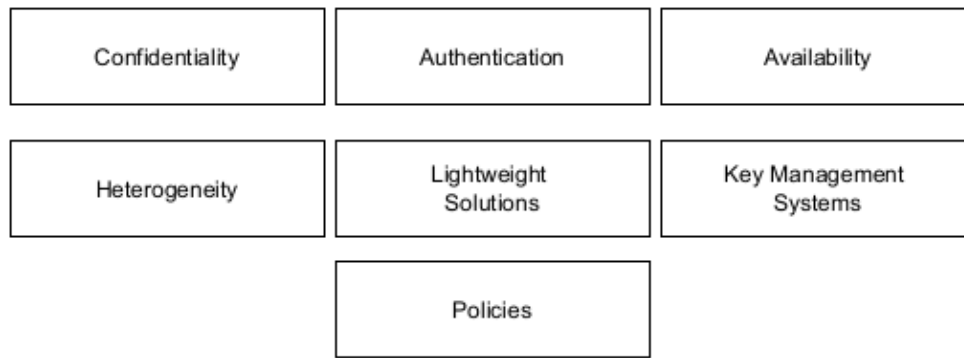 Confidentiality
Authentication
Availability
Heterogeneity
Lightweight
Solutions
Key Management
Systems
Policies